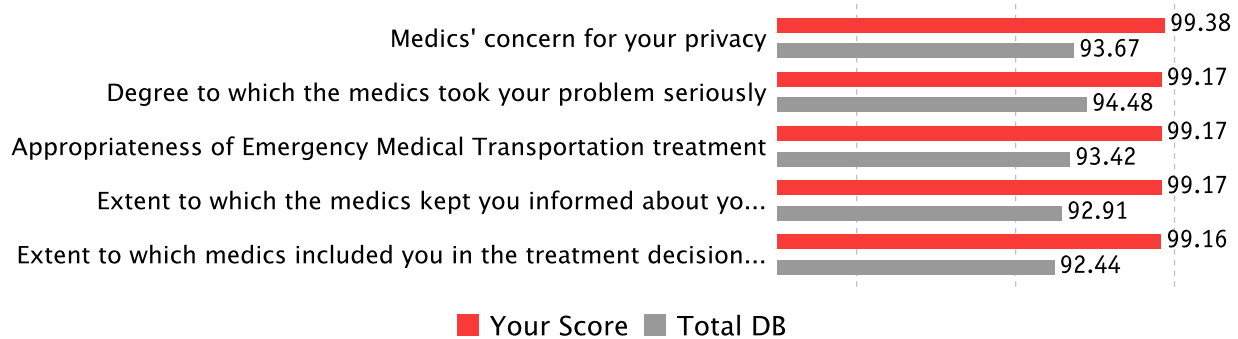 Medics' concern for your privacy
99.38
93.67
Degree to which the medics took your problem seriously
99.17
94.48
Appropriateness of Emergency Medical Transportation treatment
99.17
93.42
Extent to which the medics kept you informed about yo...
99.17
92.91
Extent to which medics included you in the treatment decision...
99.16
92.44
Your Score Total DB